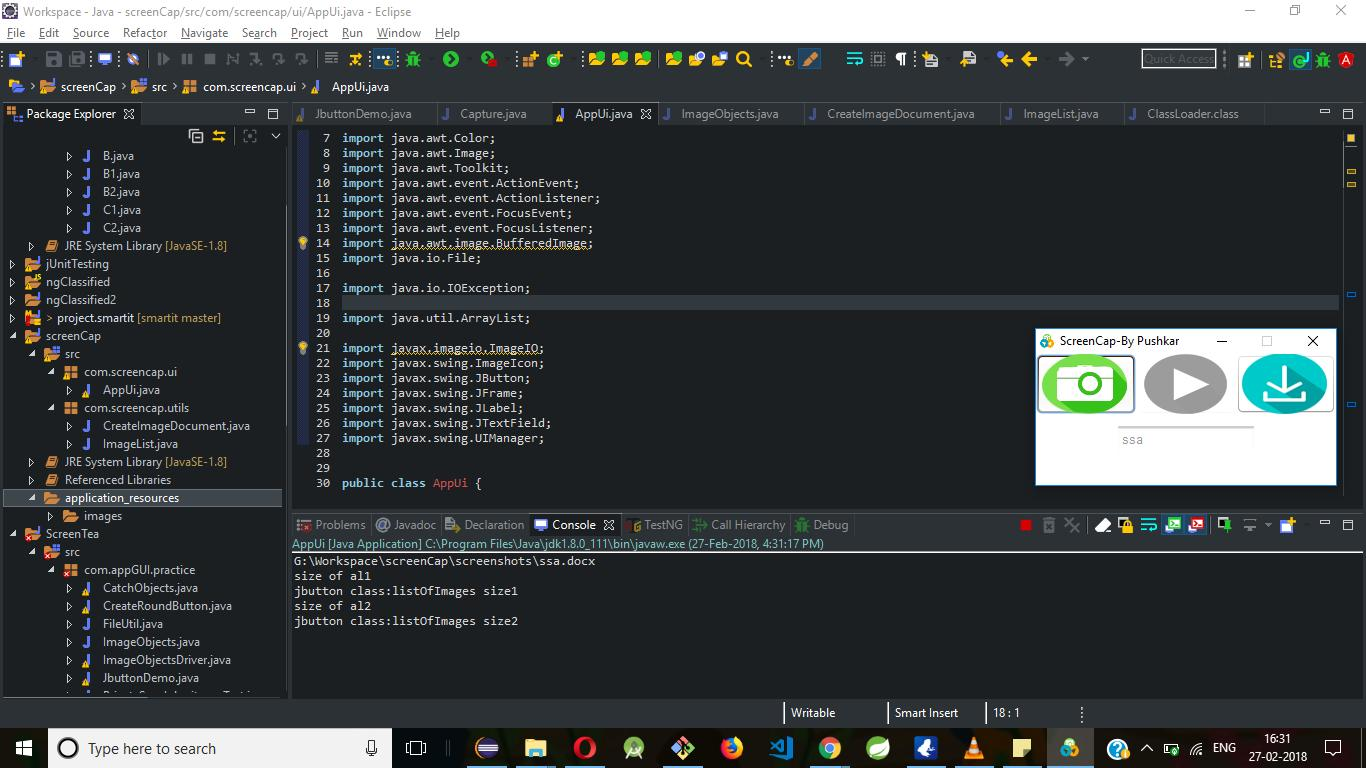 Workspace - Java - screenCap/src/com/screencap/ui/AppUi.java - Eclipse
File Edit Source Refactor Navigate Search Project Run Window Help
Quick Access
screenCap src com.screencap.ui AppUi.java
Package Explorer
B.java
B1.java
B2.java
C1.java
C2.java
JRE System Library [JavaSE-1.8]
jUnitTesting
ngClassified
ngClassified2
> project.smartit [smartit master]
screenCap
src
com.screencap.ui
AppUi.java
com.screencap.utils
CreateImageDocument.java
ImageList.java
JRE System Library [JavaSE-1.8]
Referenced Libraries
application_resources
images
ScreenTea
src
com.appGUI.practice
CatchObjects.java
CreateRoundButton.java
FileUtil.java
ImageObjects.java
ImageObjectsDriver.java
JbuttonDemo.java
JbuttonDemo.java Capture.java AppUi.java ImageObjects.java CreateImageDocument.java ImageList.java ClassLoader.class
7 import java.awt.Color;
8 import java.awt.Image;
9 import java.awt.Toolkit;
10 import java.awt.event.ActionEvent;
11 import java.awt.event.ActionListener;
12 import java.awt.event.FocusEvent;
13 import java.awt.event.FocusListener;
14 import java.awt.image.BufferedImage;
15 import java.io.File;
16
17 import java.io.IOException;
18
19 import java.util.ArrayList;
20
21 import javax.imageio.ImageIO;
22 import javax.swing.ImageIcon;
23 import javax.swing.JButton;
24 import javax.swing.JFrame;
25 import javax.swing.JLabel;
26 import javax.swing.JTextField;
27 import javax.swing.UIManager;
28
29
30 public class AppUi {
ScreenCap-By Pushkar
ssa
Problems Javadoc Declaration Console TestNG Call Hierarchy Debug
AppUi [Java Application] C:\Program Files\Java\jdk1.8.0_111\bin\javaw.exe (27-Feb-2018, 4:31:17 PM)
G:\Workspace\screenCap\screenshots\ssa.docx
size of al1
jbutton class:listOfImages size1
size of al2
jbutton class:listOfImages size2
Writable Smart Insert 18 : 1
Type here to search
ENG
16:31
27-02-2018